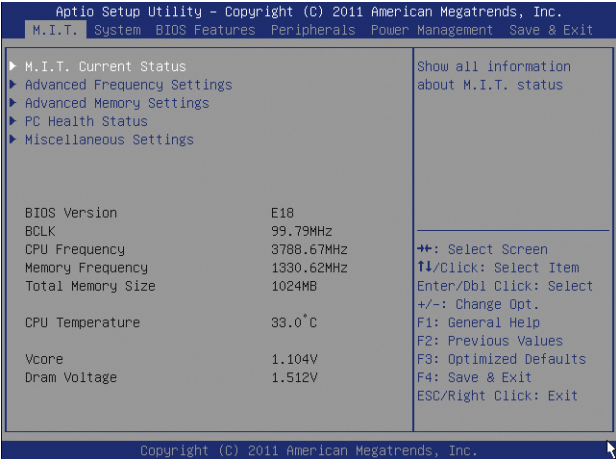 Aptio Setup Utility – Copyright (C) 2011 American Megatrends, Inc.
M.I.T. System BIOS Features Peripherals Power Management Save & Exit
M.I.T. Current Status
Advanced Frequency Settings
Advanced Memory Settings
PC Health Status
Miscellaneous Settings
BIOS Version E18
BCLK 99.79MHz
CPU Frequency 3788.67MHz
Memory Frequency 1330.62MHz
Total Memory Size 1024MB
CPU Temperature 33.0°C
Vcore 1.104V
Dram Voltage 1.512V
Show all information
about M.I.T. status
→←: Select Screen
↑↓/Click: Select Item
Enter/Dbl Click: Select
+/-: Change Opt.
F1: General Help
F2: Previous Values
F3: Optimized Defaults
F4: Save & Exit
ESC/Right Click: Exit
Copyright (C) 2011 American Megatrends, Inc.